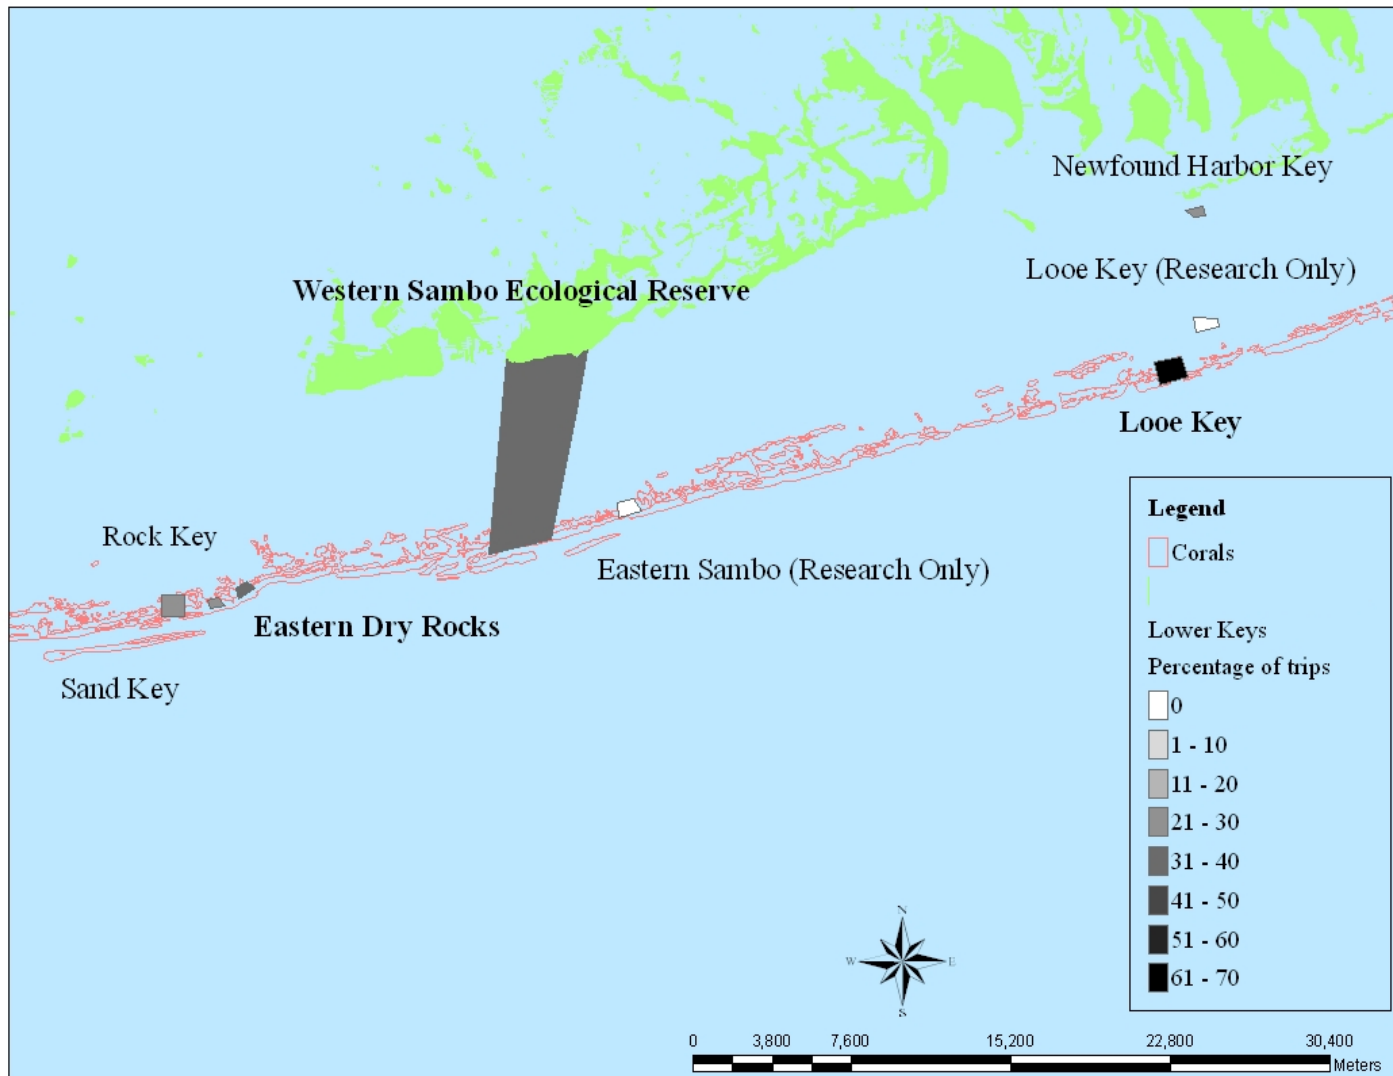 Newfound Harbor Key
Looe Key (Research Only)
Western Sambo Ecological Reserve
Looe Key
Rock Key
Eastern Sambo (Research Only)
Eastern Dry Rocks
Sand Key
Legend
Corals
Lower Keys
Percentage of trips
0
1 - 10
11 - 20
21 - 30
31 - 40
41 - 50
51 - 60
61 - 70
N
W E
S
0 3,800 7,600 15,200 22,800 30,400
Meters